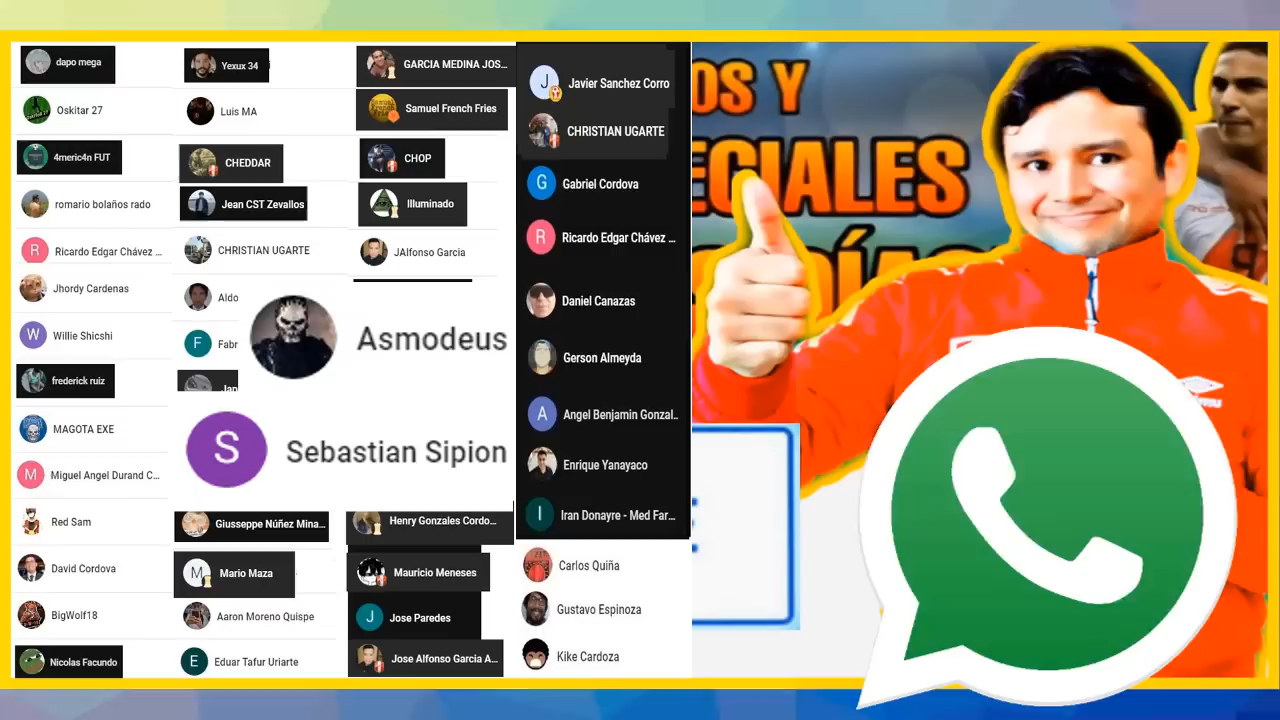 dapo mega
Oskitar 27
4meric4n FUT
romario bolaños rado
Ricardo Edgar Chávez ...
Jhordy Cardenas
W
Willie Shicshi
frederick ruiz
MAGOTA EXE
M
Miguel Angel Durand C...
Red Sam
David Cordova
BigWolf18
Nicolas Facundo
Yexux 34
Luis MA
CHEDDAR
Jean CST Zevallos
CHRISTIAN UGARTE
Aldo
F
Fabr
GARCIA MEDINA JOS...
Samuel French Fries
CHOP
Illuminado
JAlfonso Garcia
Asmodeus
S
Sebastian Sipion
Giusseppe Núñez Mina...
M
Mario Maza
Aaron Moreno Quispe
E
Eduar Tafur Uriarte
Henry Gonzales Cordo...
Mauricio Meneses
J
Jose Paredes
Jose Alfonso Garcia A...
J
Javier Sanchez Corro
CHRISTIAN UGARTE
G
Gabriel Cordova
R
Ricardo Edgar Chávez ...
Daniel Canazas
Gerson Almeyda
A
Angel Benjamin Gonzal..
Enrique Yanayaco
I
Iran Donayre - Med Far...
Carlos Quiña
Gustavo Espinoza
Kike Cardoza
OS Y
ECIALES